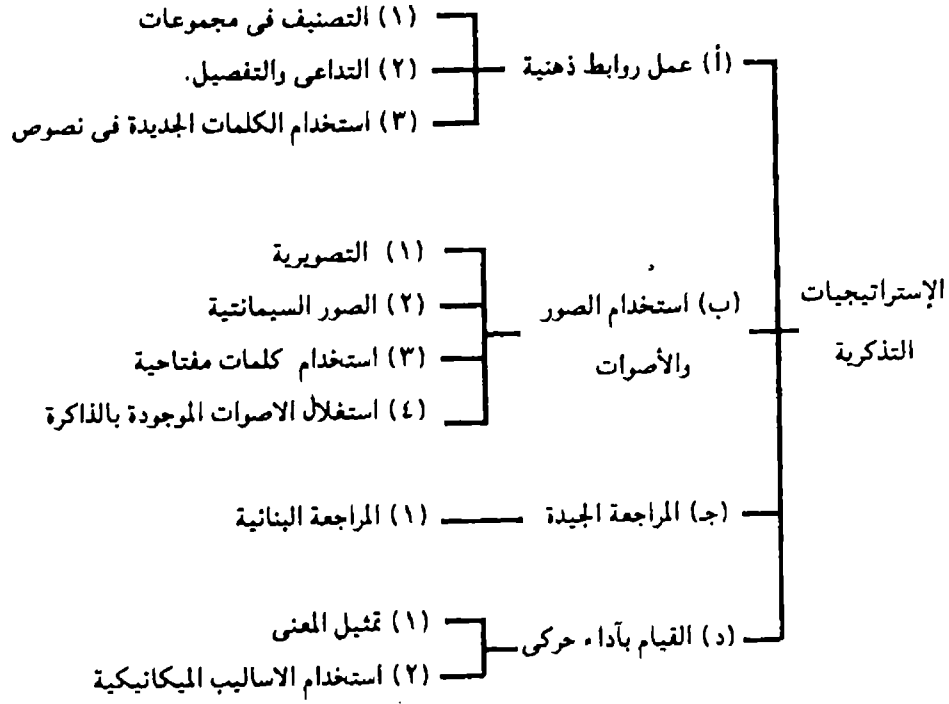 الإستراتيجيات
التذكرية
(أ) عمل روابط ذهنية
(١) التصنيف فى مجموعات
(٢) التداعى والتفصيل.
(٣) استخدام الكلمات الجديدة فى نصوص
(ب) استخدام الصور
والأصوات
(١) التصويرية
(٢) الصور السيمانتية
(٣) استخدام كلمات مفتاحية
(٤) استغلال الاصوات الموجودة بالذاكرة
(جـ) المراجعة الجيدة
(١) المراجعة البنائية
(د) القيام بآداء حركى
(١) تمثيل المعنى
(٢) استخدام الاساليب الميكانيكية